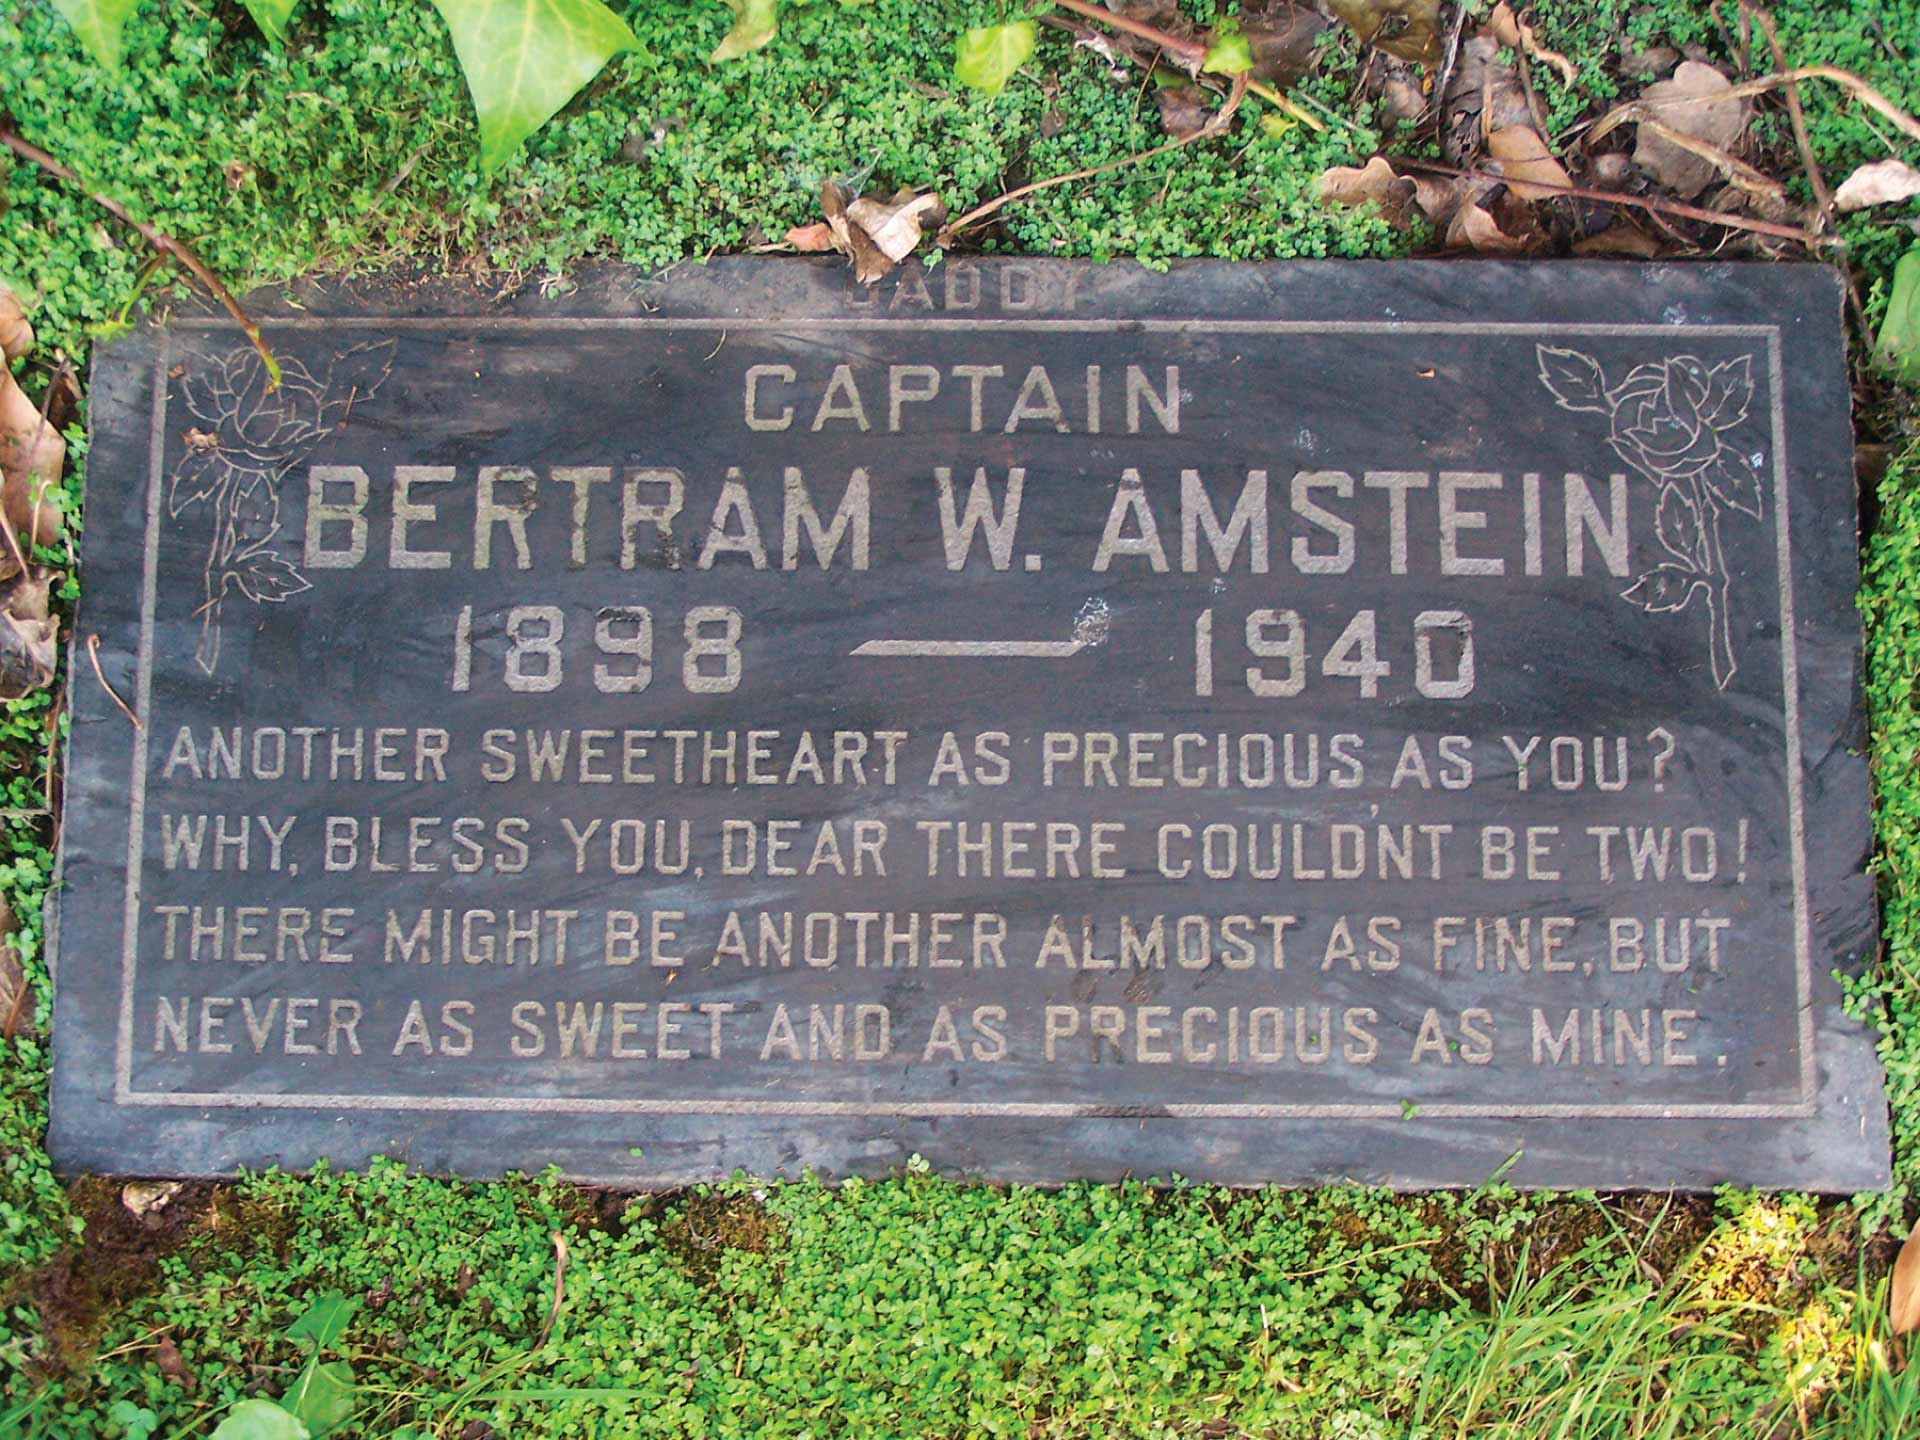 DADDY
CAPTAIN
BERTRAM W. AMSTEIN
1898 — 1940
ANOTHER SWEETHEART AS PRECIOUS, AS YOU?
WHY, BLESS YOU, DEAR THERE COULDN'T BE TWO!
THERE MIGHT BE ANOTHER ALMOST AS FINE, BUT
NEVER AS SWEET AND AS PRECIOUS AS MINE.